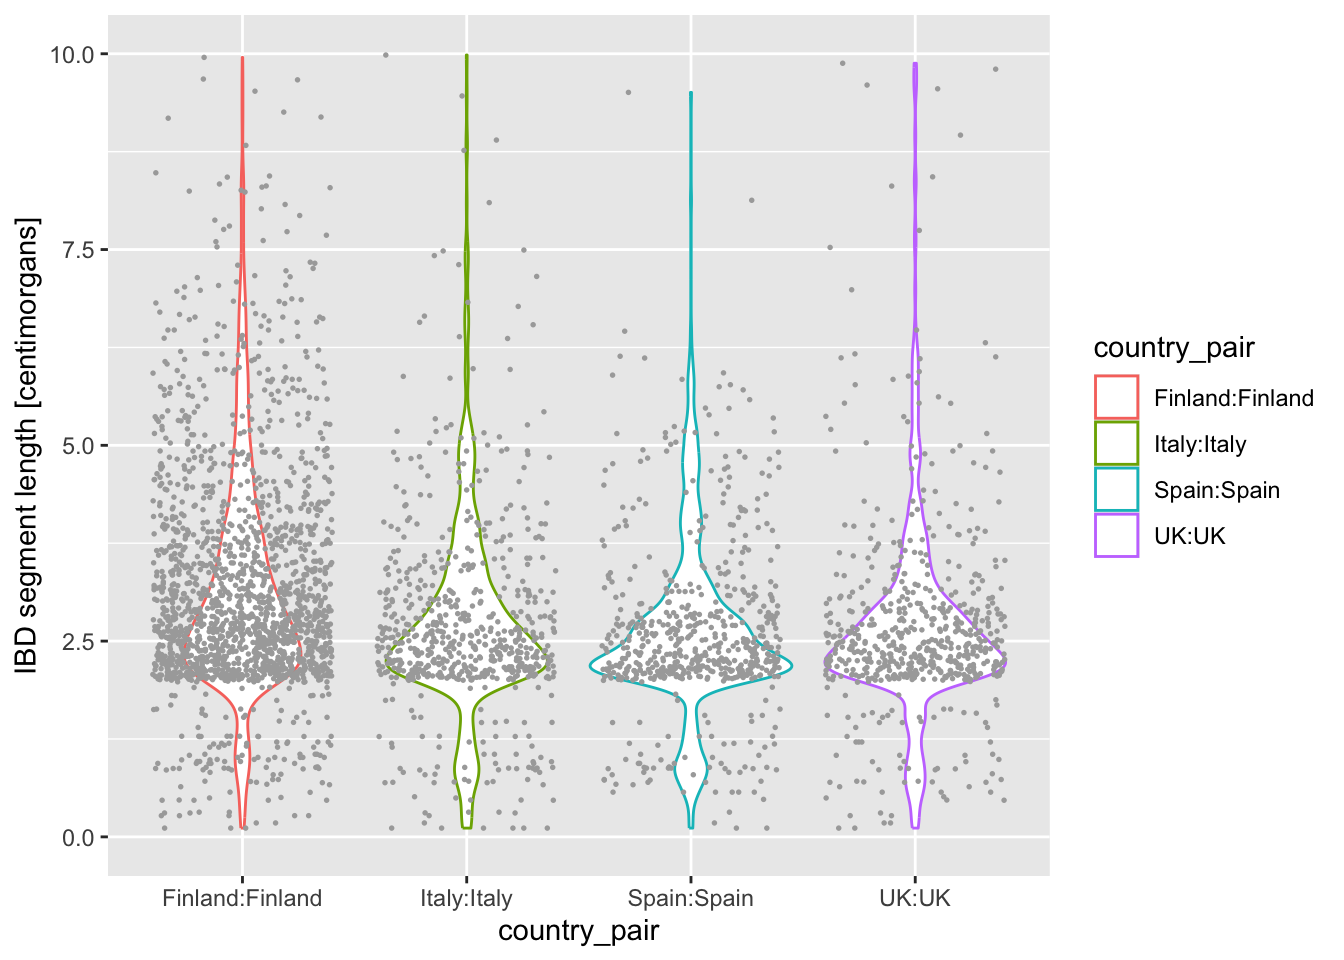 IBD segment length [centimorgans]
10.0
7.5
5.0
2.5
0.0
Finland:Finland
Italy:Italy
Spain:Spain
UK:UK
country_pair
country_pair
Finland:Finland
Italy:Italy
Spain:Spain
UK:UK